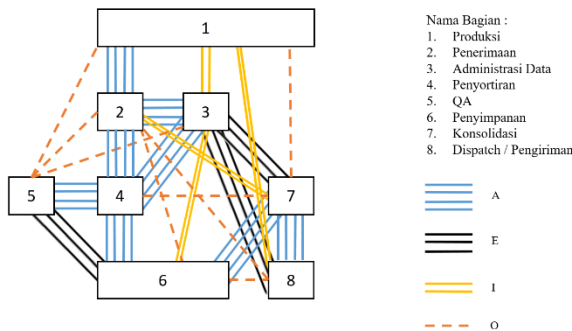 1
2
3
5
4
7
6
8
Nama Bagian :
1. Produksi
2. Penerimaan
3. Administrasi Data
4. Penyortiran
5. QA
6. Penyimpanan
7. Konsolidasi
8. Dispatch / Pengiriman
A
E
I
O